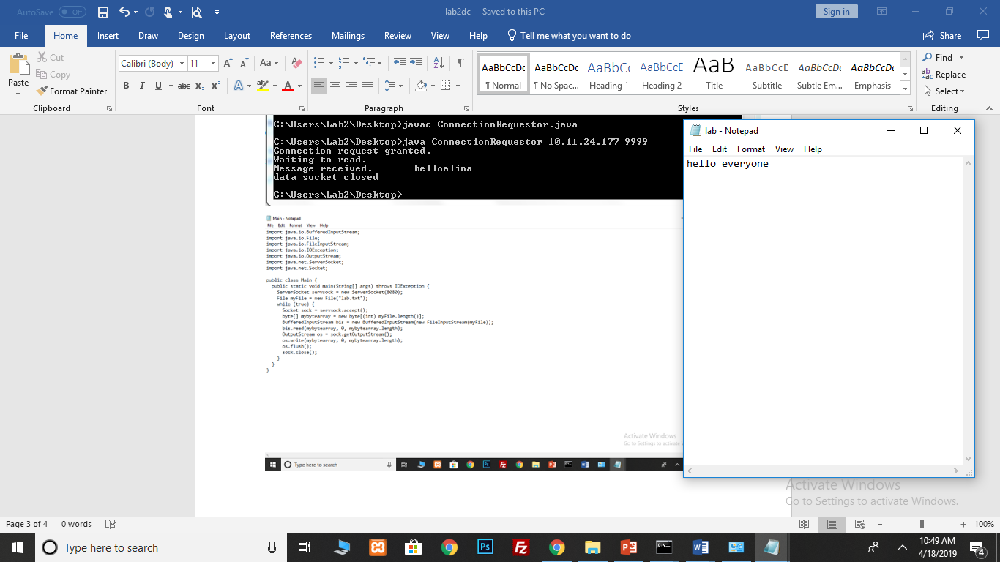 AutoSave Off
lab2dc - Saved to this PC
Sign in
File Home Insert Draw Design Layout References Mailings Review View Help Tell me what you want to do
Share
Paste
Cut
Copy
Format Painter
Clipboard
Calibri (Body) 11
Font
Paragraph
AaBbCcDc AaBbCcDc AaBbCc AaBbCcD AaB AaBbCcD AaBbCcDc AaBbCcDc
¶ Normal ¶ No Spac... Heading 1 Heading 2 Title Subtitle Subtle Em... Emphasis
Styles
Find
Replace
Select
Editing
C:\Users\Lab2\Desktop>javac ConnectionRequestor.java
C:\Users\Lab2\Desktop>java ConnectionRequestor 10.11.24.177 9999
Connection request granted.
Waiting to read.
Message received. helloalina
data socket closed
C:\Users\Lab2\Desktop>
Main - Notepad
File Edit Format View Help
import java.io.BufferedInputStream;
import java.io.File;
import java.io.FileInputStream;
import java.io.IOException;
import java.io.OutputStream;
import java.net.ServerSocket;
import java.net.Socket;
public class Main {
public static void main(String[] args) throws IOException {
ServerSocket servsock = new ServerSocket(8080);
File myFile = new File("lab.txt");
while (true) {
Socket sock = servsock.accept();
byte[] mybytearray = new byte[(int) myFile.length()];
BufferedInputStream bis = new BufferedInputStream(new FileInputStream(myFile));
bis.read(mybytearray, 0, mybytearray.length);
OutputStream os = sock.getOutputStream();
os.write(mybytearray, 0, mybytearray.length);
os.flush();
sock.close();
}
}
}
Activate Windows
Go to Settings to activate
Type here to search
lab - Notepad
File Edit Format View Help
hello everyone
Activate Windows
Go to Settings to activate Windows.
Page 3 of 4 0 words
100%
Type here to search
10:49 AM
4/18/2019
4